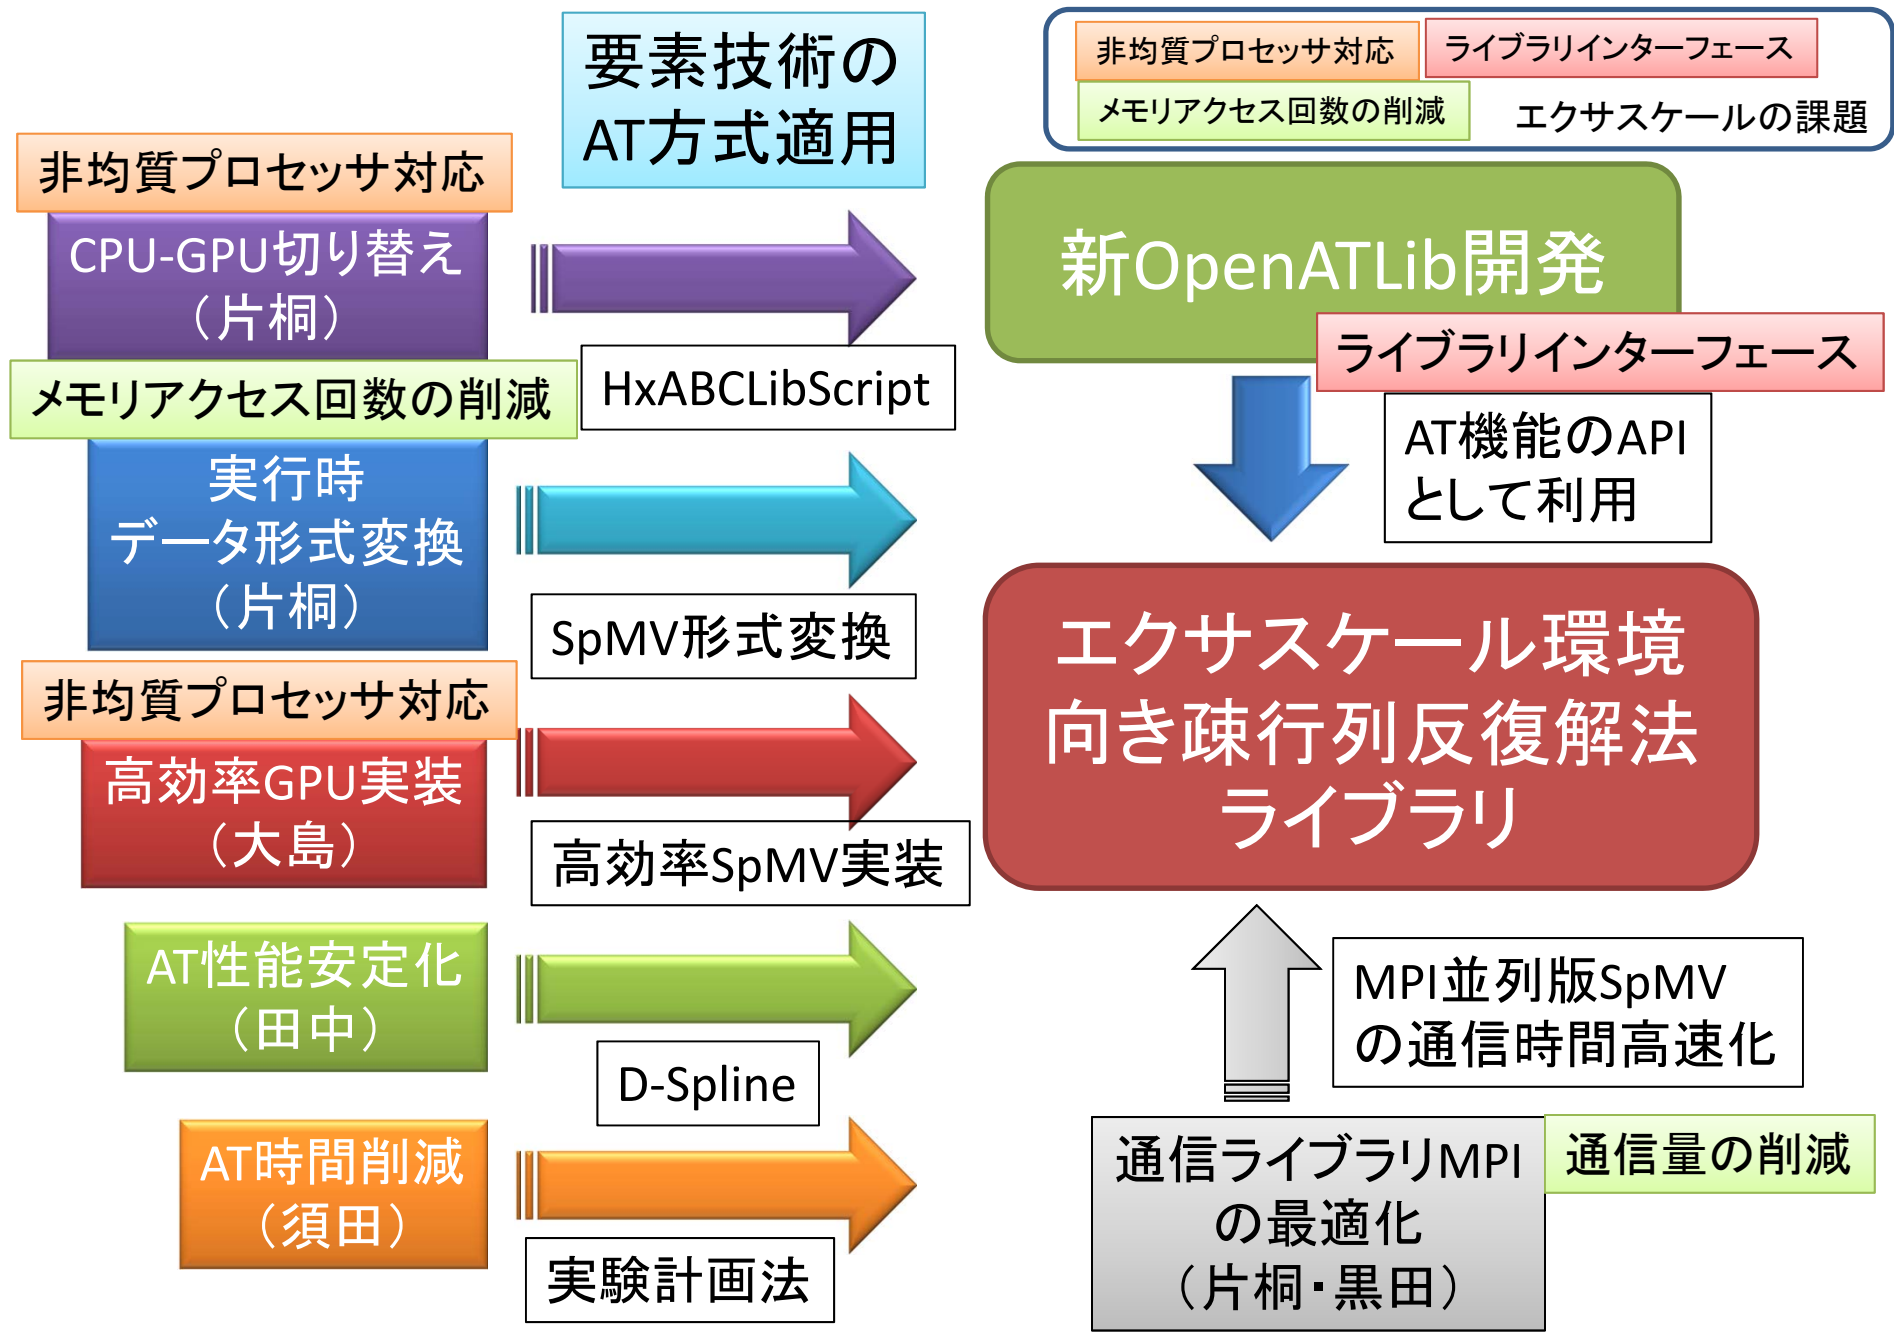 要素技術の
AT方式適用
非均質プロセッサ対応
ライブラリインターフェース
メモリアクセス回数の削減
エクサスケールの課題
非均質プロセッサ対応
CPU-GPU切り替え
（片桐）
HxABCLibScript
メモリアクセス回数の削減
実行時
データ形式変換
（片桐）
SpMV形式変換
非均質プロセッサ対応
高効率GPU実装
（大島）
高効率SpMV実装
AT性能安定化
（田中）
D-Spline
AT時間削減
（須田）
実験計画法
新OpenATLib開発
ライブラリインターフェース
AT機能のAPI
として利用
エクサスケール環境
向き疎行列反復解法
ライブラリ
MPI並列版SpMV
の通信時間高速化
通信ライブラリMPI
の最適化
（片桐・黒田）
通信量の削減